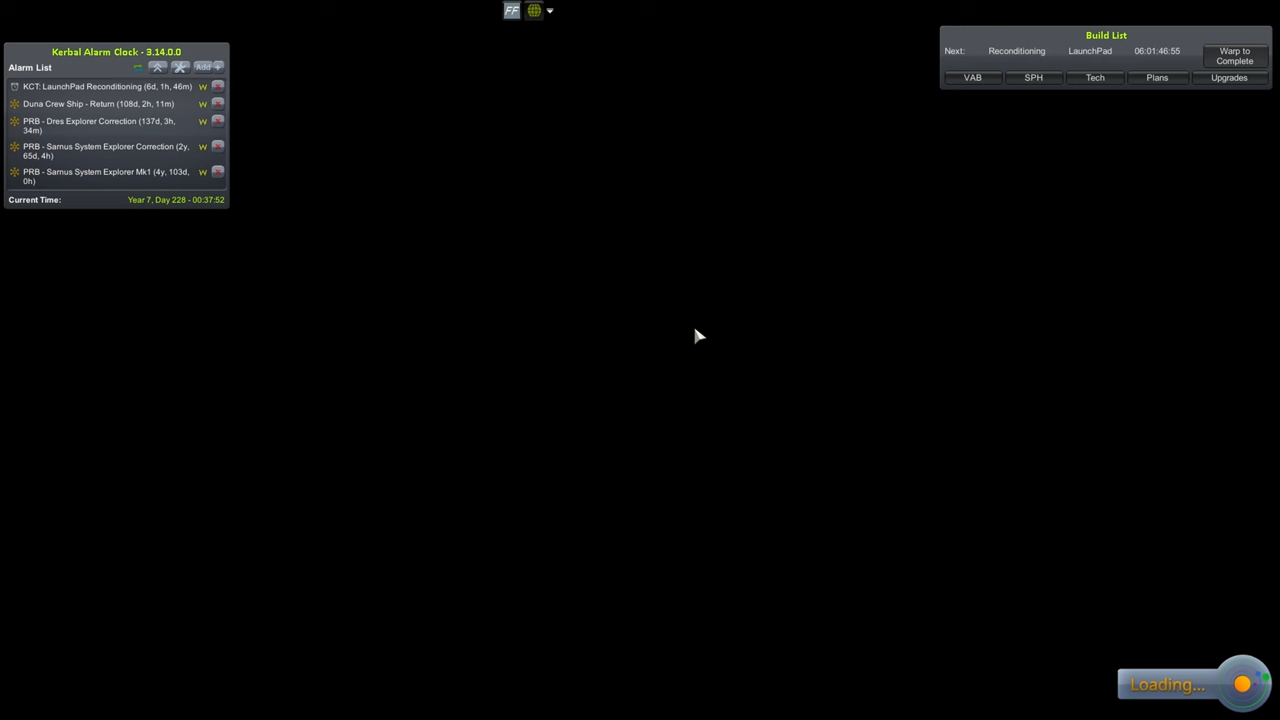 FF
Kerbal Alarm Clock - 3.14.0.0
Alarm List
Add +
KCT: LaunchPad Reconditioning (6d, 1h, 46m) W
Duna Crew Ship - Return (108d, 2h, 11m) W
PRB - Dres Explorer Correction (137d, 3h,
34m) W
PRB - Sarnus System Explorer Correction (2y,
65d, 4h) W
PRB - Sarnus System Explorer Mk1 (4y, 103d,
0h) W
Current Time: Year 7, Day 228 - 00:37:52
Build List
Next: Reconditioning LaunchPad 06:01:46:55
Warp to
Complete
VAB SPH Tech Plans Upgrades
Loading...